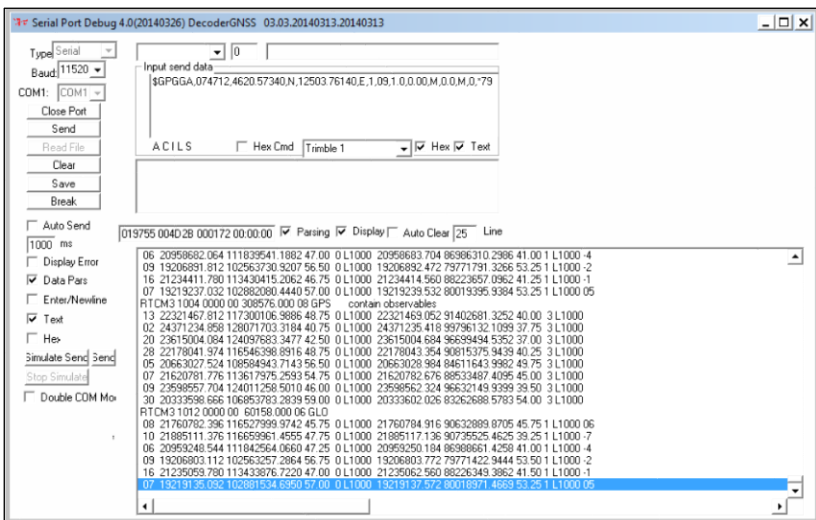 Serial Port Debug 4.0(20140326) DecoderGNSS 03.03.20140313.20140313
Type Serial
0
Baud: 11520
Input send data
COM1: COM1
$GPGGA,074712,4620.57340,N,12503.76140,E,1,09,1.0,0.00,M,0.0,M,0,*79
Close Port
Send
Read File
A C I L S Hex Cmd Trimble 1 Hex Text
Clear
Save
Break
Auto Send
019755 004D2B 000172 00:00:00 Parsing Display Auto Clear 25 Line
1000 ms
Display Error
Data Pars
Enter/Newline
Text
He
Simulate Send Send
Stop Simulate
Double COM Mo
06 20958682.064 111839541.1882 47.00 0 L1000 20958683.704 86986310.2986 41.00 1 L1000 -4
09 19206891.812 102563730.9207 56.50 0 L1000 19206892.472 79771791.3266 53.25 1 L1000 -2
16 21234411.780 113430415.2062 46.75 0 L1000 21234414.560 88223657.0962 41.25 1 L1000 -1
07 19219237.032 102882080.4440 57.00 0 L1000 19219239.532 80019395.9384 53.25 1 L1000 05
RTCM3 1004 0000 00 308576.000 08 GPS contain observables
13 22321467.812 117300106.9886 48.75 0 L1000 22321469.052 91402681.3252 40.00 3 L1000
02 24371234.858 128071703.3184 40.75 0 L1000 24371235.418 99796132.1099 37.75 3 L1000
20 23615004.084 124097683.3477 42.50 0 L1000 23615004.684 96699494.5352 37.00 3 L1000
28 22178041.974 116546398.8916 48.75 0 L1000 22178043.354 90815375.9439 40.25 3 L1000
05 20663027.524 108584943.7143 56.50 0 L1000 20663028.984 84611643.9982 49.75 3 L1000
07 21620781.776 113617975.2593 54.75 0 L1000 21620782.676 88533487.4095 45.00 3 L1000
09 23598557.704 124011258.5010 46.00 0 L1000 23598562.324 96632149.9399 39.50 3 L1000
30 20333598.666 106853783.2839 59.00 0 L1000 20333602.026 83262688.5783 54.00 3 L1000
RTCM3 1012 0000 00 60158.000 06 GLO
08 21760782.396 116527999.9742 45.75 0 L1000 21760784.916 90632889.8705 45.75 1 L1000 06
10 21885111.376 116659961.4555 47.75 0 L1000 21885117.136 90735525.4625 39.25 1 L1000 -7
06 20959248.544 111842564.0660 47.25 0 L1000 20959250.184 86988661.4258 41.00 1 L1000 -4
09 19206803.112 102563257.2864 56.75 0 L1000 19206803.772 79771422.9444 53.50 1 L1000 -2
16 21235059.780 113433876.7220 47.00 0 L1000 21235062.560 88226349.3862 41.50 1 L1000 -1
07 19219135.092 102881534.6950 57.00 0 L1000 19219137.572 80018971.4669 53.25 1 L1000 05